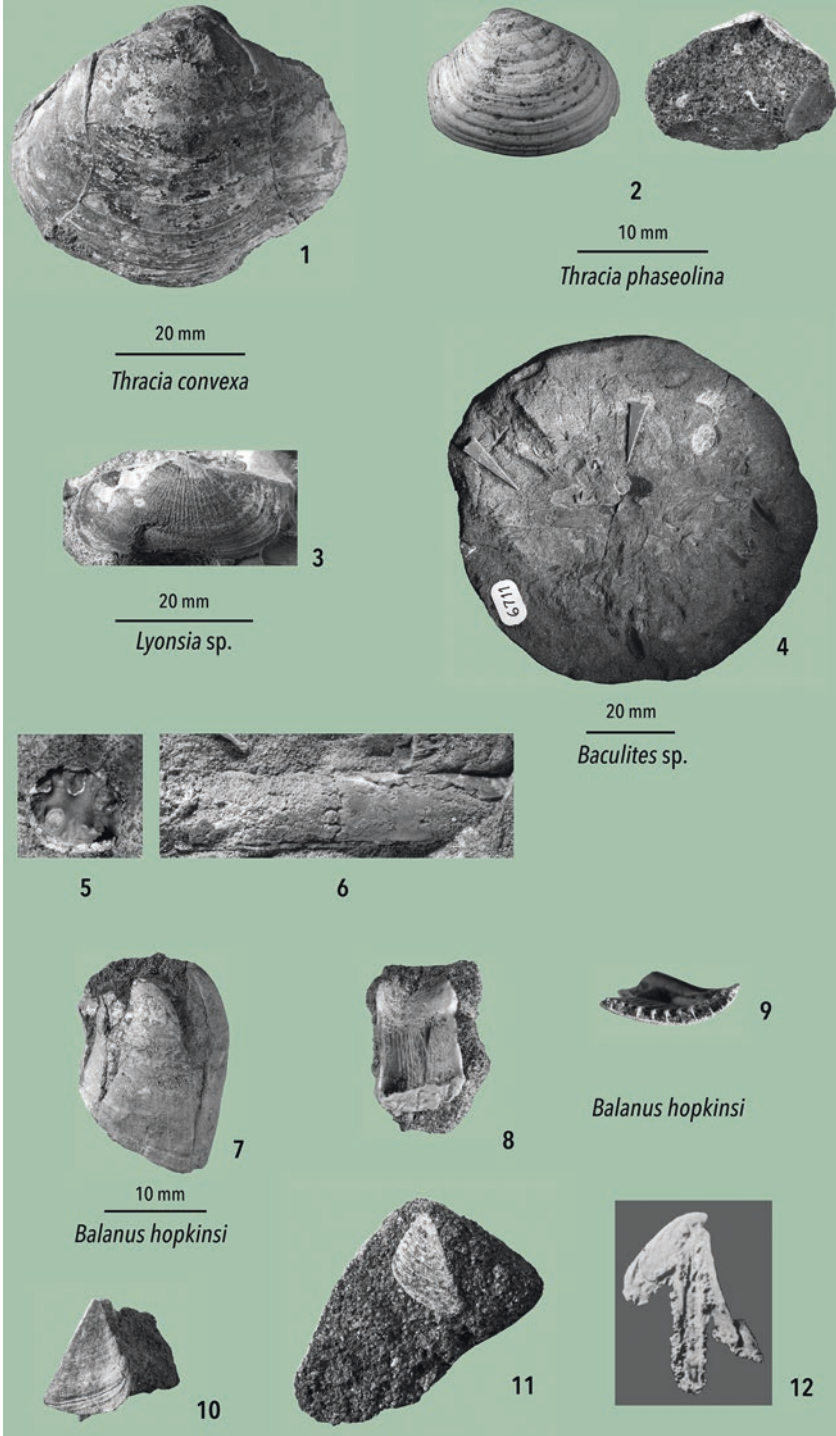 1
2
10 mm
Thracia phaseolina
20 mm
Thracia convexa
3
20 mm
Lyonsia sp.
6711
4
20 mm
Baculites sp.
5
6
7
8
9
Balanus hopkinsi
10 mm
Balanus hopkinsi
10
11
12